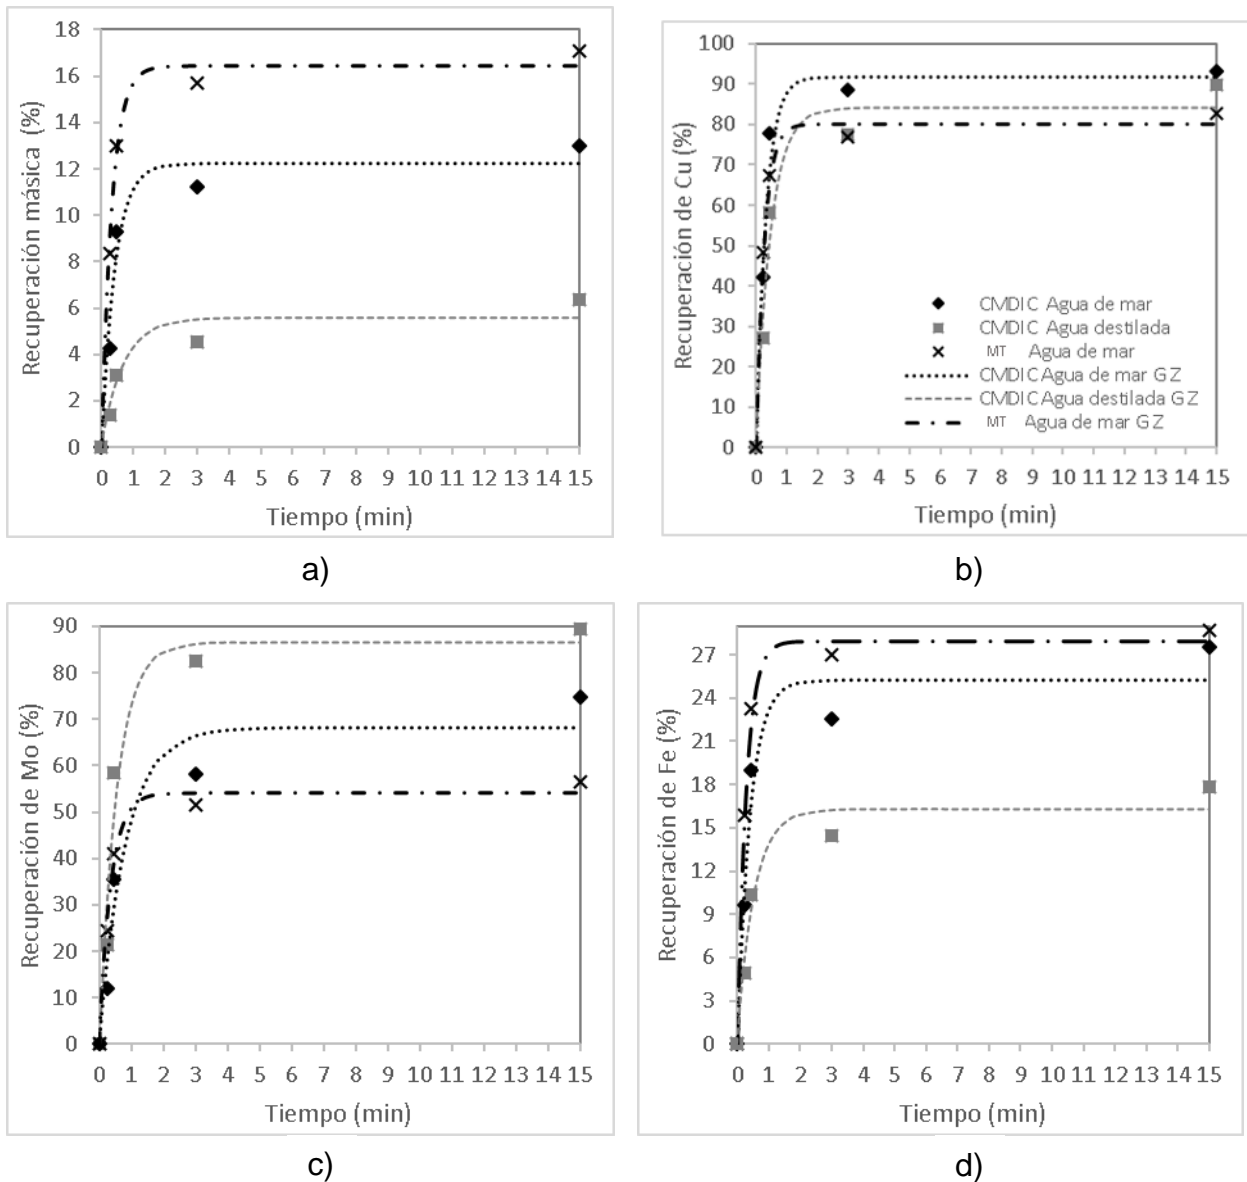 18
16
14
12
10
8
6
4
2
0
Recuperación másica (%)
0 1 2 3 4 5 6 7 8 9 10 11 12 13 14 15
Tiempo (min)
a)
100
90
80
70
60
50
40
30
20
10
0
Recuperación de Cu (%)
CMDIC Agua de mar
CMDIC Agua destilada
MT Agua de mar
CMDIC Agua de mar GZ
CMDIC Agua destilada GZ
MT Agua de mar GZ
0 1 2 3 4 5 6 7 8 9 10 11 12 13 14 15
Tiempo (min)
b)
90
80
70
60
50
40
30
20
10
0
Recuperación de Mo (%)
0 1 2 3 4 5 6 7 8 9 10 11 12 13 14 15
Tiempo (min)
c)
27
24
21
18
15
12
9
6
3
0
Recuperación de Fe (%)
0 1 2 3 4 5 6 7 8 9 10 11 12 13 14 15
Tiempo (min)
d)